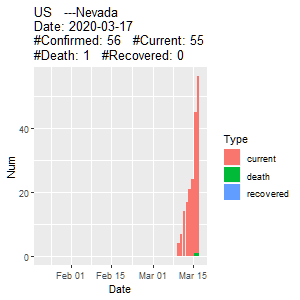 US   ---Nevada
Date: 2020-03-17
#Confirmed: 56   #Current: 55
#Death: 1   #Recovered: 0
Num
40
20
0
Feb 01
Feb 15
Mar 01
Mar 15
Date
Type
current
death
recovered